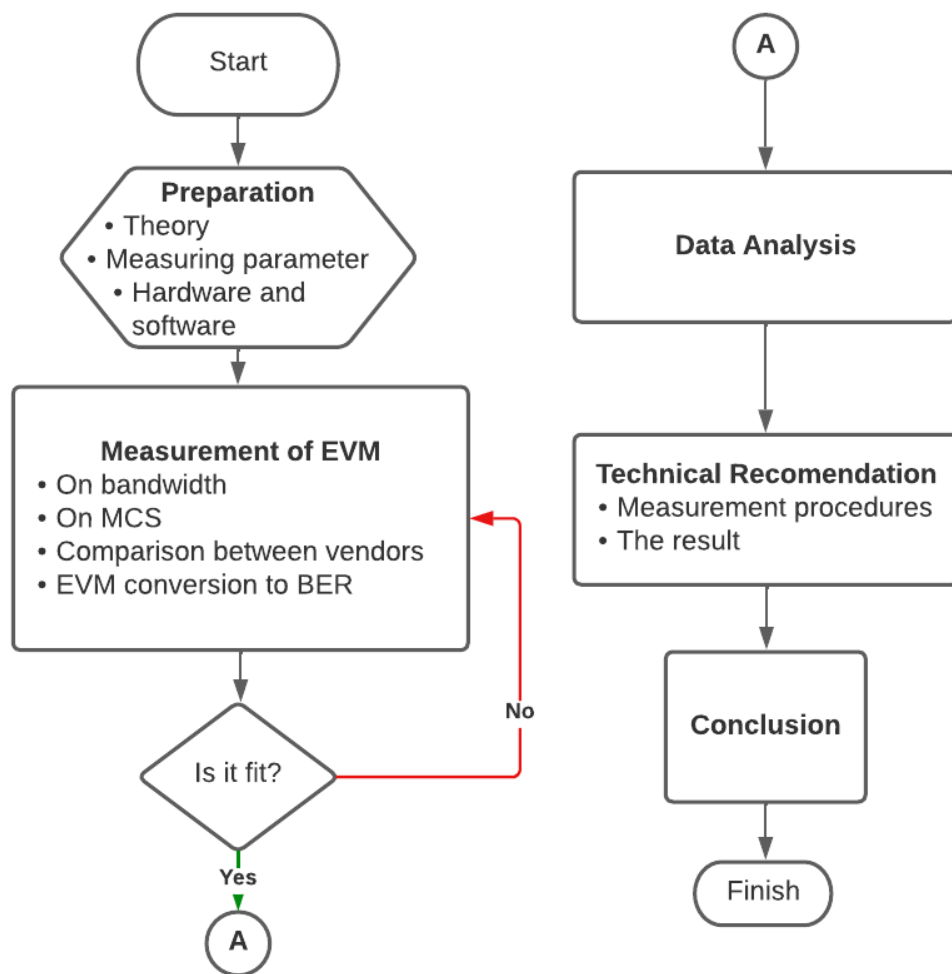 Start
Preparation
• Theory
• Measuring parameter
• Hardware and
software
Measurement of EVM
• On bandwidth
• On MCS
• Comparison between vendors
• EVM conversion to BER
No
Is it fit?
Yes
A
A
Data Analysis
Technical Recomendation
• Measurement procedures
• The result
Conclusion
Finish